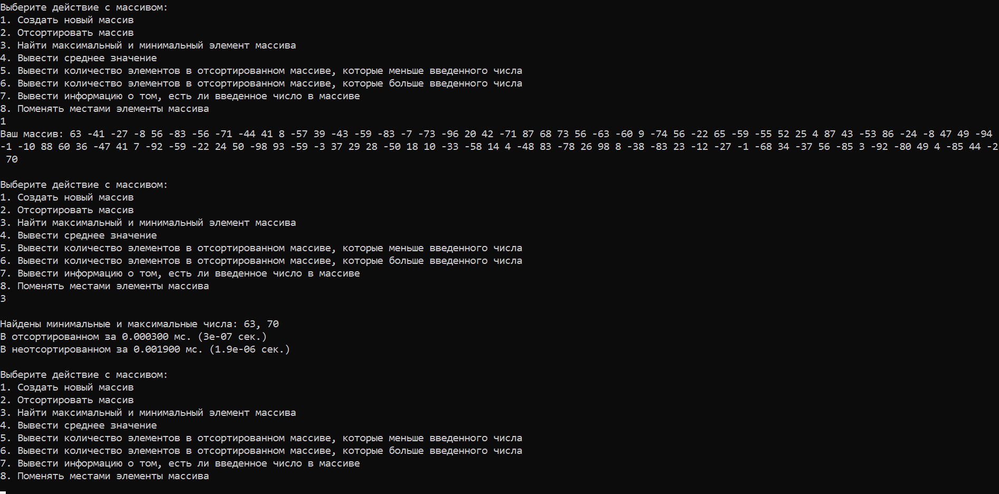 Выберите действие с массивом:
1. Создать новый массив
2. Отсортировать массив
3. Найти максимальный и минимальный элемент массива
4. Вывести среднее значение
5. Вывести количество элементов в отсортированном массиве, которые меньше введенного числа
6. Вывести количество элементов в отсортированном массиве, которые больше введенного числа
7. Вывести информацию о том, есть ли введенное число в массиве
8. Поменять местами элементы массива
1
Ваш массив: 63 -41 -27 -8 56 -83 -56 -71 -44 41 8 -57 39 -43 -59 -83 -7 -73 -96 20 42 -71 87 68 73 56 -63 -60 9 -74 56 -22 65 -59 -55 52 25 4 87 43 -53 86 -24 -8 47 49 -94
-1 -10 88 60 36 -47 41 7 -92 -59 -22 24 50 -98 93 -59 -3 37 29 28 -50 18 10 -33 -58 14 4 -48 83 -78 26 98 8 -38 -83 23 -12 -27 -1 -68 34 -37 56 -85 3 -92 -80 49 4 -85 44 -2
70
Выберите действие с массивом:
1. Создать новый массив
2. Отсортировать массив
3. Найти максимальный и минимальный элемент массива
4. Вывести среднее значение
5. Вывести количество элементов в отсортированном массиве, которые меньше введенного числа
6. Вывести количество элементов в отсортированном массиве, которые больше введенного числа
7. Вывести информацию о том, есть ли введенное число в массиве
8. Поменять местами элементы массива
3
Найдены минимальные и максимальные числа: 63, 70
В отсортированном за 0.000300 мс. (3e-07 сек.)
В неотсортированном за 0.001900 мс. (1.9e-06 сек.)
Выберите действие с массивом:
1. Создать новый массив
2. Отсортировать массив
3. Найти максимальный и минимальный элемент массива
4. Вывести среднее значение
5. Вывести количество элементов в отсортированном массиве, которые меньше введенного числа
6. Вывести количество элементов в отсортированном массиве, которые больше введенного числа
7. Вывести информацию о том, есть ли введенное число в массиве
8. Поменять местами элементы массива